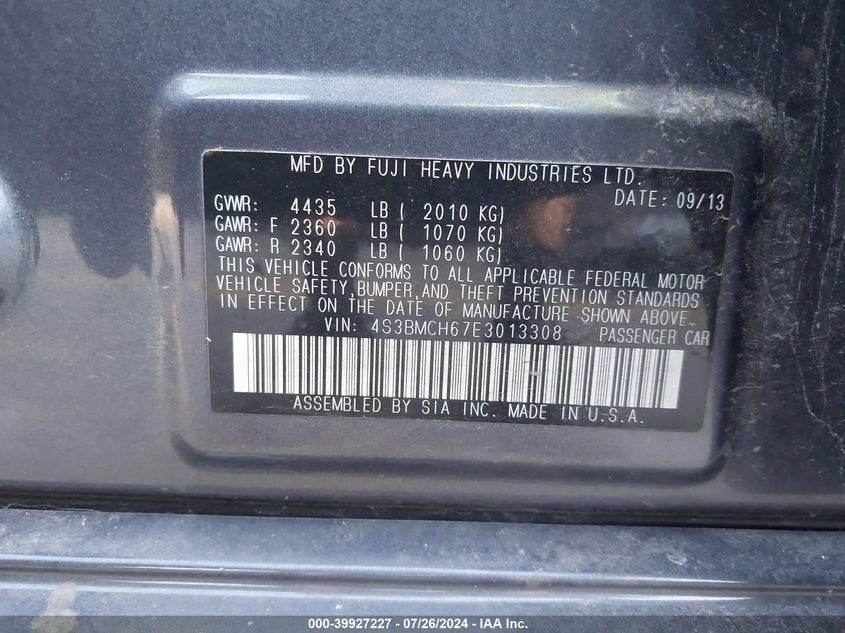 MFD BY FUJI HEAVY INDUSTRIES LTD.
DATE: 09/13
GVWR: 4435 LB ( 2010 KG)
GAWR: F 2360 LB ( 1070 KG)
GAWR: R 2340 LB ( 1060 KG)
THIS VEHICLE CONFORMS TO ALL APPLICABLE FEDERAL MOTOR
VEHICLE SAFETY,BUMPER,AND THEFT PREVENTION STANDARDS
IN EFFECT ON THE DATE OF MANUFACTURE SHOWN ABOVE.
VIN: 4S3BMCH67E3013308 PASSENGER CAR
ASSEMBLED BY SIA INC. MADE IN U.S.A.
000-39927227 - 07/26/2024 - IAA Inc.